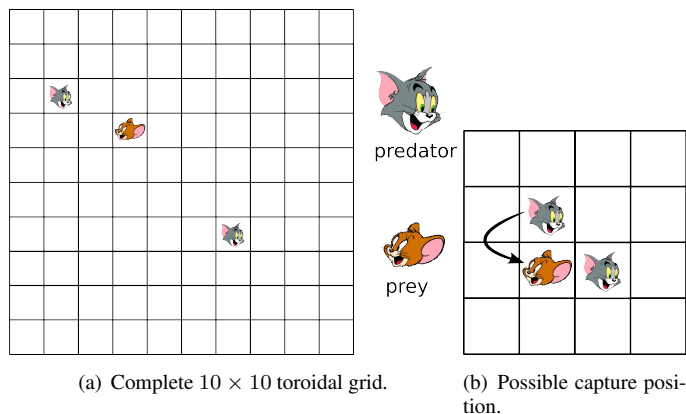 predator
prey
(a) Complete 10 × 10 toroidal grid.
(b) Possible capture posi-
tion.